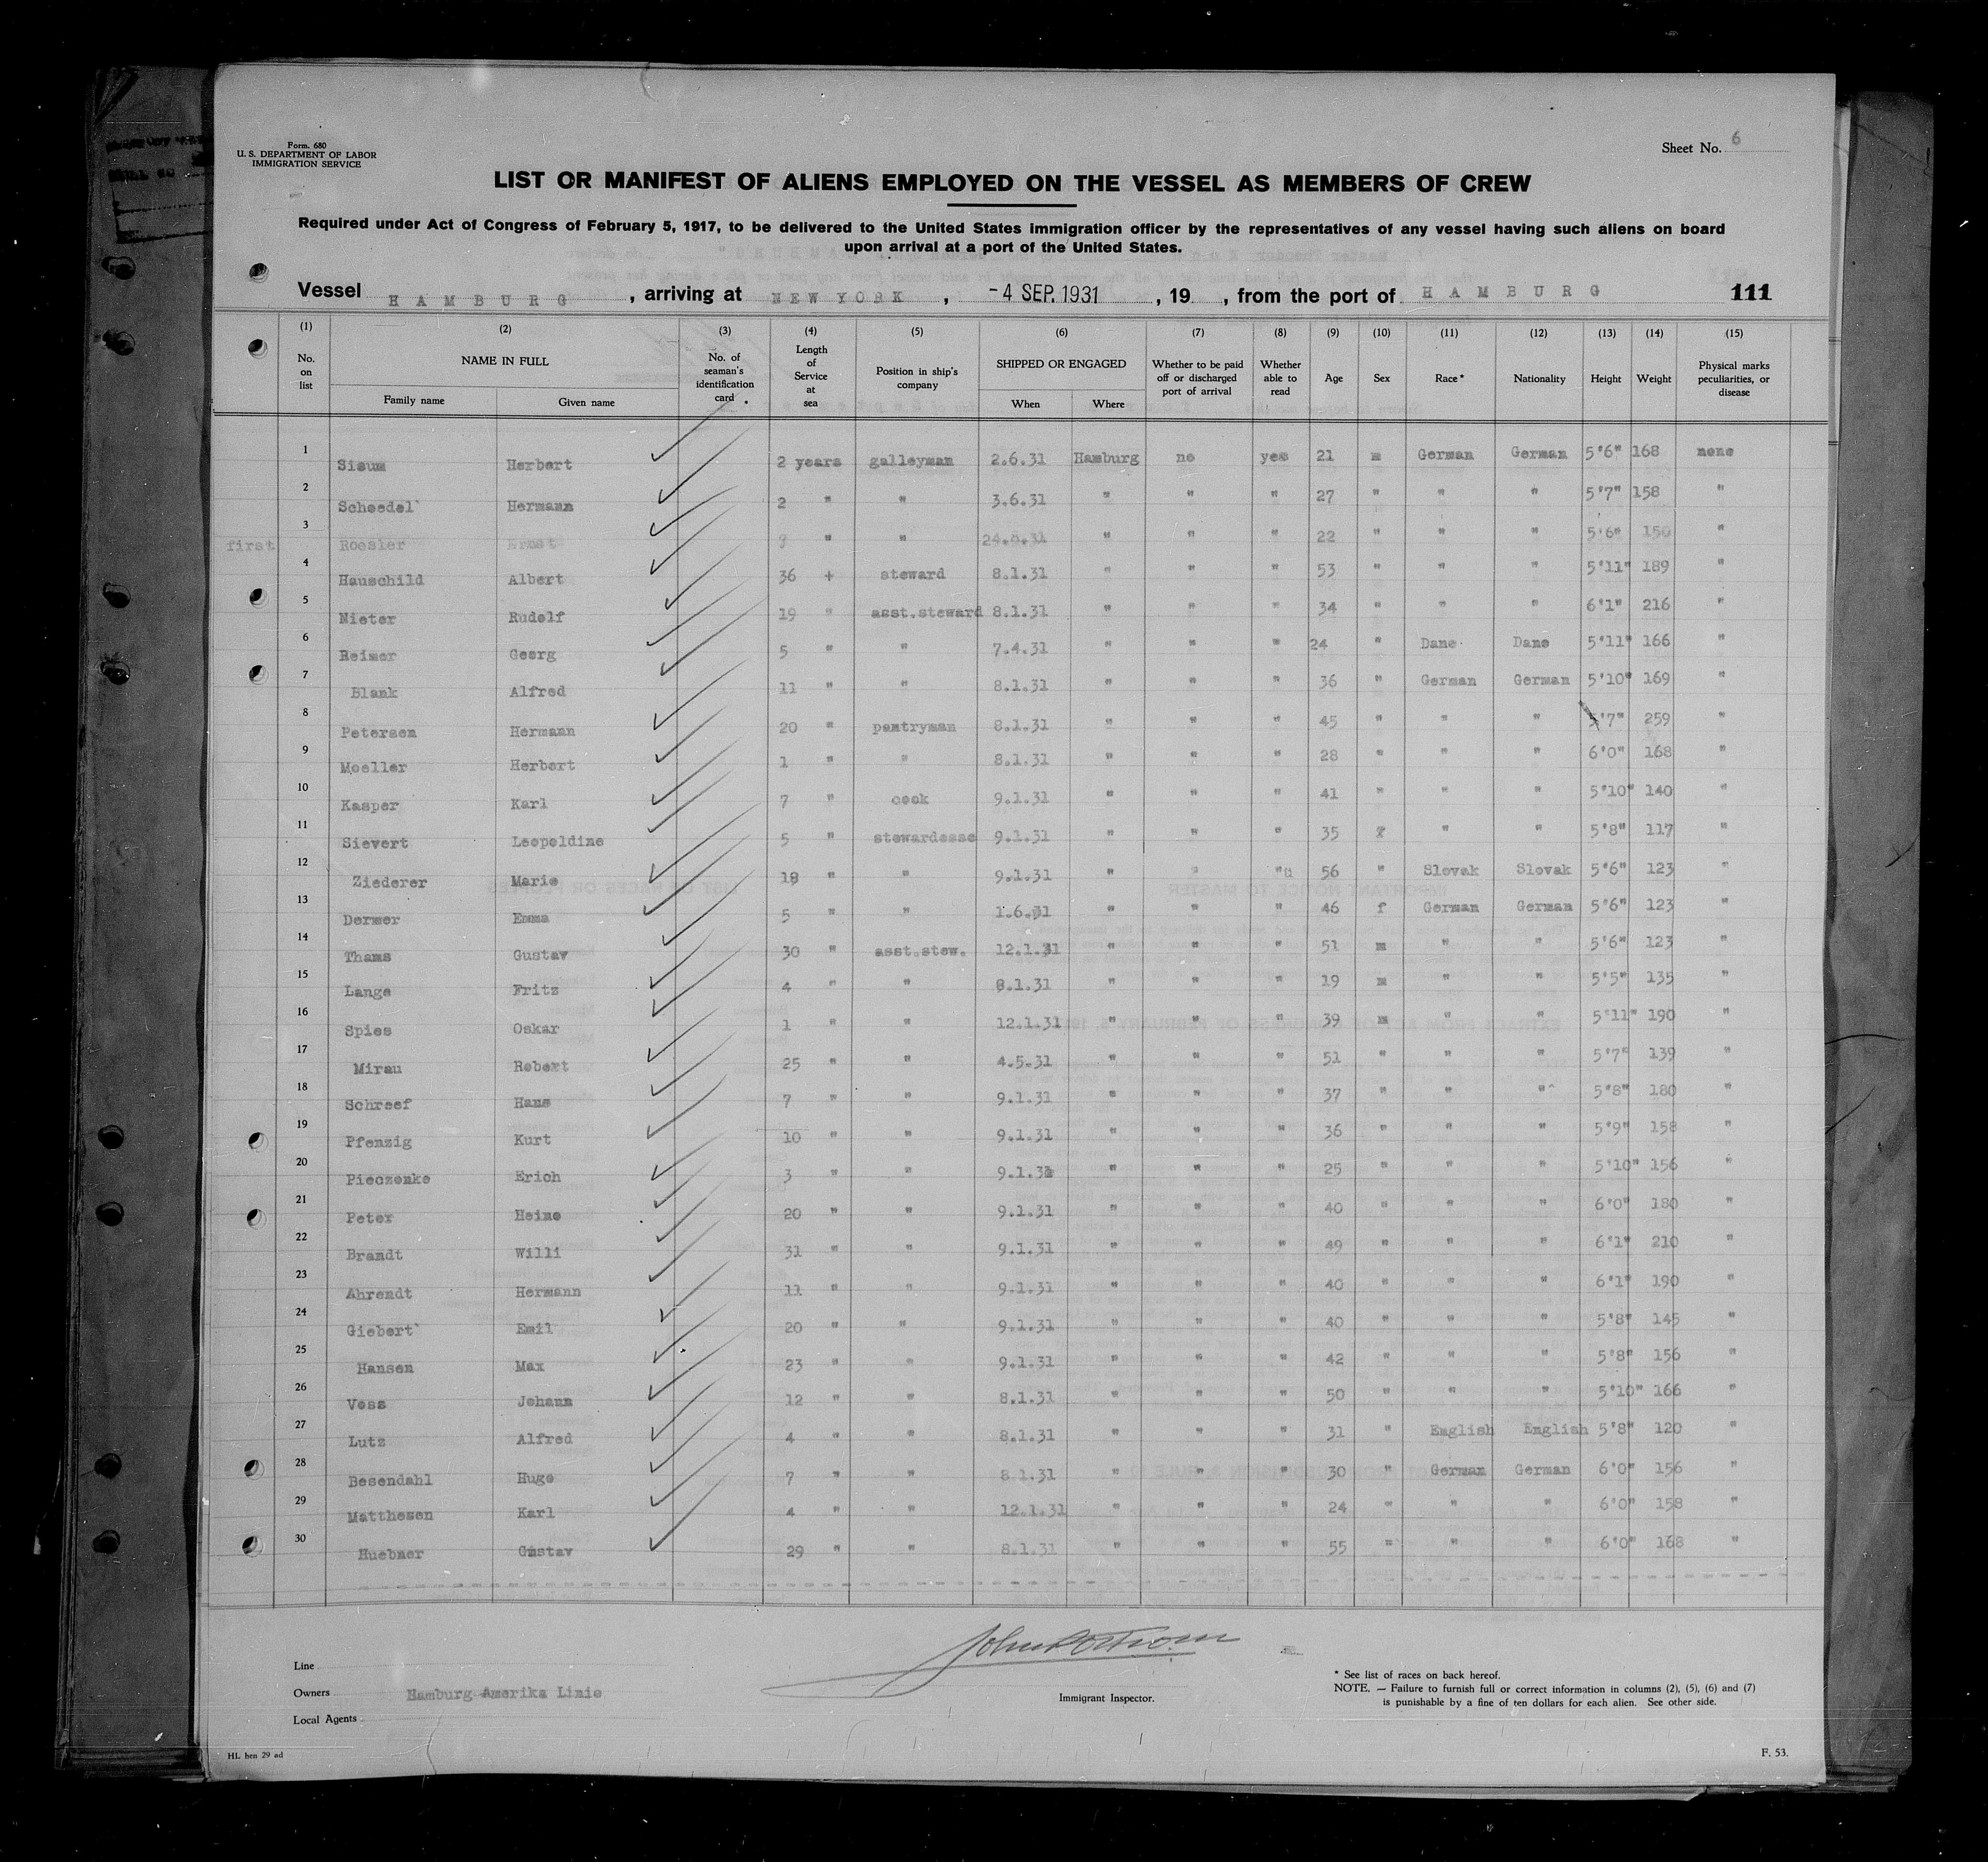 Form. 680
U. S. DEPARTMENT OF LABOR
IMMIGRATION SERVICE
Sheet No. 6
LIST OR MANIFEST OF ALIENS EMPLOYED ON THE VESSEL AS MEMBERS OF CREW
Required under Act of Congress of February 5, 1917, to be delivered to the United States immigration officer by the representatives of any vessel having such aliens on board
upon arrival at a port of the United States.
Vessel HAMBURG, arriving at NEW YORK, -4 SEP. 1931, 19 , from the port of HAMBURG 111
(1) (2) (3) (4) (5) (6) (7) (8) (9) (10) (11) (12) (13) (14) (15)
No. on list NAME IN FULL Family name Given name No. of seaman's identification card Length of Service at sea Position in ship's company SHIPPED OR ENGAGED When Where Whether to be paid off or discharged port of arrival Whether able to read Age Sex Race* Nationality Height Weight Physical marks peculiarities, or disease
1 Sisum Herbert 2 years galleyman 2.6.31 Hamburg no yes 21 m German German 5'6" 168 none
2 Schoedel Hermann 2 " " 3.6.31 " " " 27 " " " 5'7" 158 "
3 first Roesler Ernst " " " " " 22 " " " 5'6" 150 "
4 Hauschild Albert 36 + steward 8.1.31 " " " 53 " " " 5'11" 189 "
5 Nieter Rudolf 19 " asst.steward 8.1.31 " " " 34 " " " 6'1" 216 "
6 Reimer Georg 5 " " 7.4.31 " " " 24 " Dane Dane 5'11" 166 "
7 Blank Alfred 11 " " 8.1.31 " " " 36 " German German 5'10" 169 "
8 Petersen Hermann 20 " pantryman 8.1.31 " " " 45 " " " 5'7" 259 "
9 Moeller Herbert 1 " " 8.1.31 " " " 28 " " " 6'0" 168 "
10 Kasper Karl 7 " cook 9.1.31 " " " 41 " " " 5'10" 140 "
11 Sievert Leopoldine 5 " stewardesse 9.1.31 " " " 35 f " " 5'8" 117 "
12 Ziederer Marie 18 " " 9.1.31 " " " 56 " Slovak Slovak 5'6" 123 "
13 Dermer Emma 5 " " 1.6.31 " " " 46 f German German 5'6" 123 "
14 Thams Gustav 30 " asst.stew. 12.1.31 " " " 51 m " " 5'6" 123 "
15 Lange Fritz 4 " " 8.1.31 " " " 19 m " " 5'5" 135 "
16 Spies Oskar 1 " " 12.1.31 " " " 39 m " " 5'11" 190 "
17 Mirau Robert 25 " " 4.5.31 " " " 51 " " " 5'7" 139 "
18 Schreef Hans 7 " " 9.1.31 " " " 37 " " " 5'8" 180 "
19 Pfenzig Kurt 10 " " 9.1.31 " " " 36 " " " 5'9" 158 "
20 Pieczonke Erich 3 " " 9.1.31 " " " 25 " " " 5'10" 156 "
21 Peter Heino 20 " " 9.1.31 " " " 40 " " " 6'0" 180 "
22 Brandt Willi 31 " " 9.1.31 " " " 49 " " " 6'1" 210 "
23 Ahrendt Hermann 11 " " 9.1.31 " " " 40 " " " 6'1" 190 "
24 Giebert Emil 20 " " 9.1.31 " " " 40 " " " 5'8" 145 "
25 Hansen Max 23 " " 9.1.31 " " " 42 " " " 5'8" 156 "
26 Voss Johann 12 " " 8.1.31 " " " 50 " " " 5'10" 166 "
27 Lutz Alfred 4 " " 8.1.31 " " " 31 " English English 5'8" 120 "
28 Besendahl Hugo 7 " " 8.1.31 " " " 30 " German German 6'0" 156 "
29 Matthesen Karl 4 " " 12.1.31 " " " 24 " " " 6'0" 158 "
30 Huebner Gustav 29 " " 8.1.31 " " " 55 " " " 6'0" 168 "
Line
Owners Hamburg-Amerika Linie
Local Agents
Immigrant Inspector.
* See list of races on back hereof.
NOTE. — Failure to furnish full or correct information in columns (2), (5), (6) and (7)
is punishable by a fine of ten dollars for each alien. See other side.
HL hen 29 ad
F. 53.